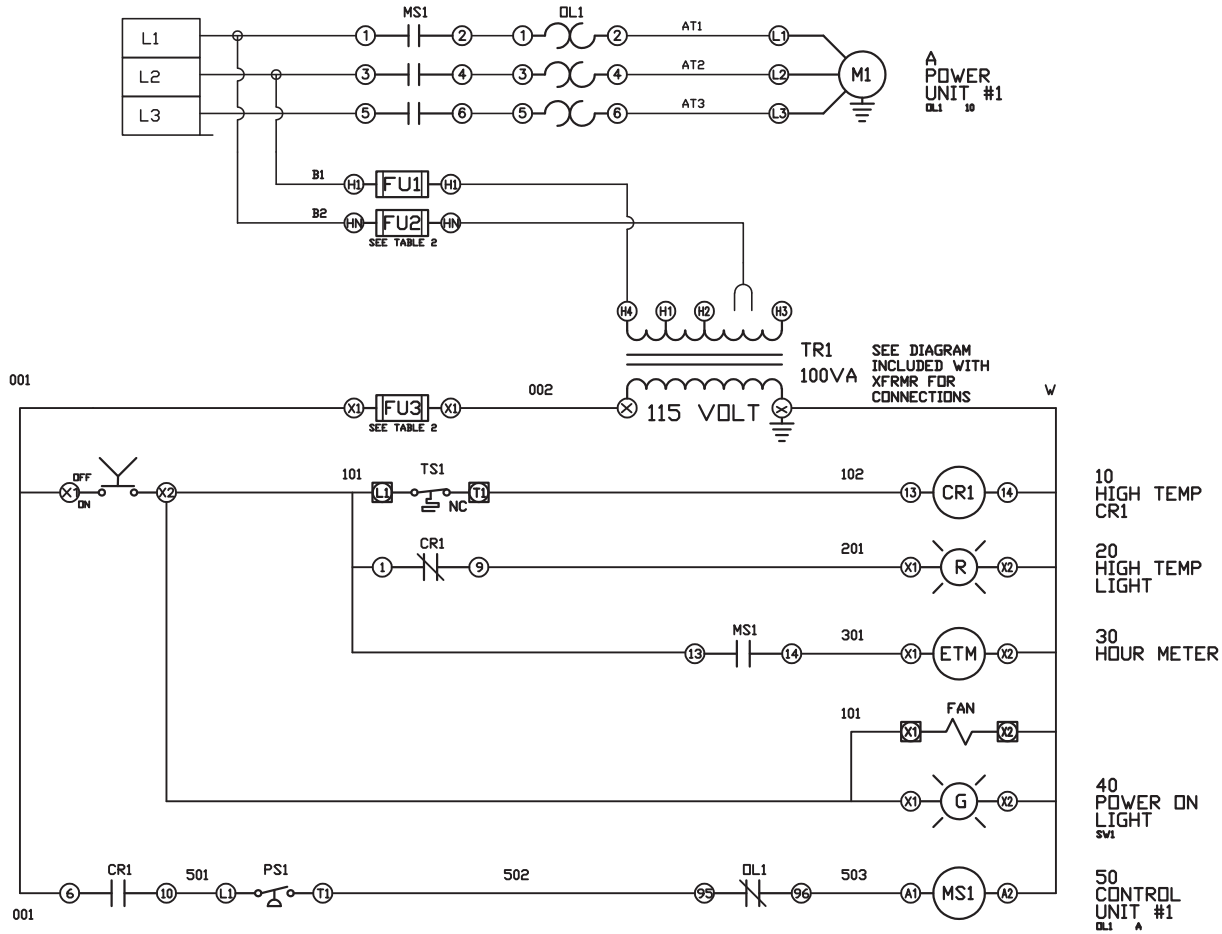 MS1 OL1
L1 1 2 1 2 AT1 L1
L2 3 4 3 4 AT2 L2 M1
L3 5 6 5 6 AT3 L3
A
POWER
UNIT #1
OL1 10
B1 H1 FU1 H1
B2 HN FU2 HN
SEE TABLE 2
H4 H1 H2 H3
TR1
100VA
SEE DIAGRAM
INCLUDED WITH
XFRMR FOR
CONNECTIONS
001 002 W
X1 FU3 X1 X 115 VOLT X
SEE TABLE 2
OFF
ON
X1 X2 101 L1 TS1 T1 102 13 CR1 14
NC
10
HIGH TEMP
CR1
CR1
1 9 201 X1 R X2
20
HIGH TEMP
LIGHT
MS1
13 14 301 X1 ETM X2
30
HOUR METER
101 FAN
X1 X2
X1 G X2
40
POWER ON
LIGHT
SW1
CR1 501 PS1 502 OL1 503
6 10 L1 T1 95 96 A1 MS1 A2
001
50
CONTROL
UNIT #1
OL1 A